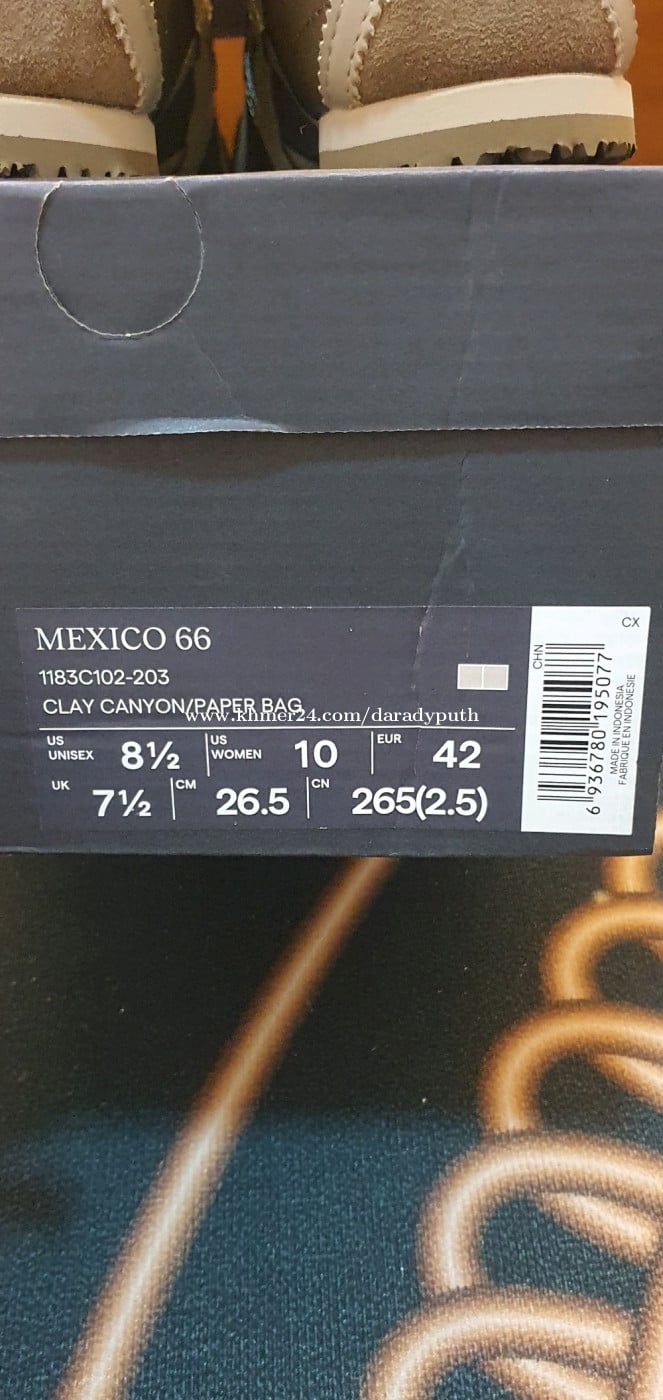 MEXICO 66
1183C102-203
CLAY CANYON/PAPER BAG
www.khmer24.com/daradyputh
US UNISEX 8½ US WOMEN 10 EUR 42
UK 7½ CM 26.5 CN 265(2.5)
CX
CHN
6 936780 195077
MADE IN INDONESIA
FABRIQUE EN INDONESIE